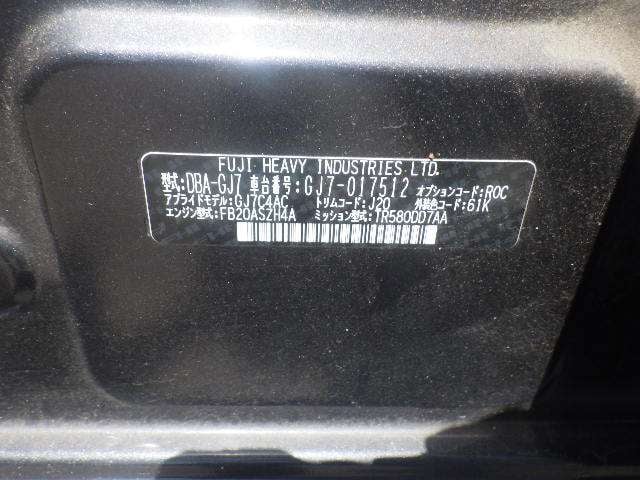 FUJI HEAVY INDUSTRIES LTD.
型式:DBA-GJ7 車台番号:GJ7-017512 オプションコード:ROC
アプライドモデル:GJ7C4AC トリムコード:J20 外装色コード:61K
エンジン型式:FB20ASZH4A ミッション型式:TR580DD7AA